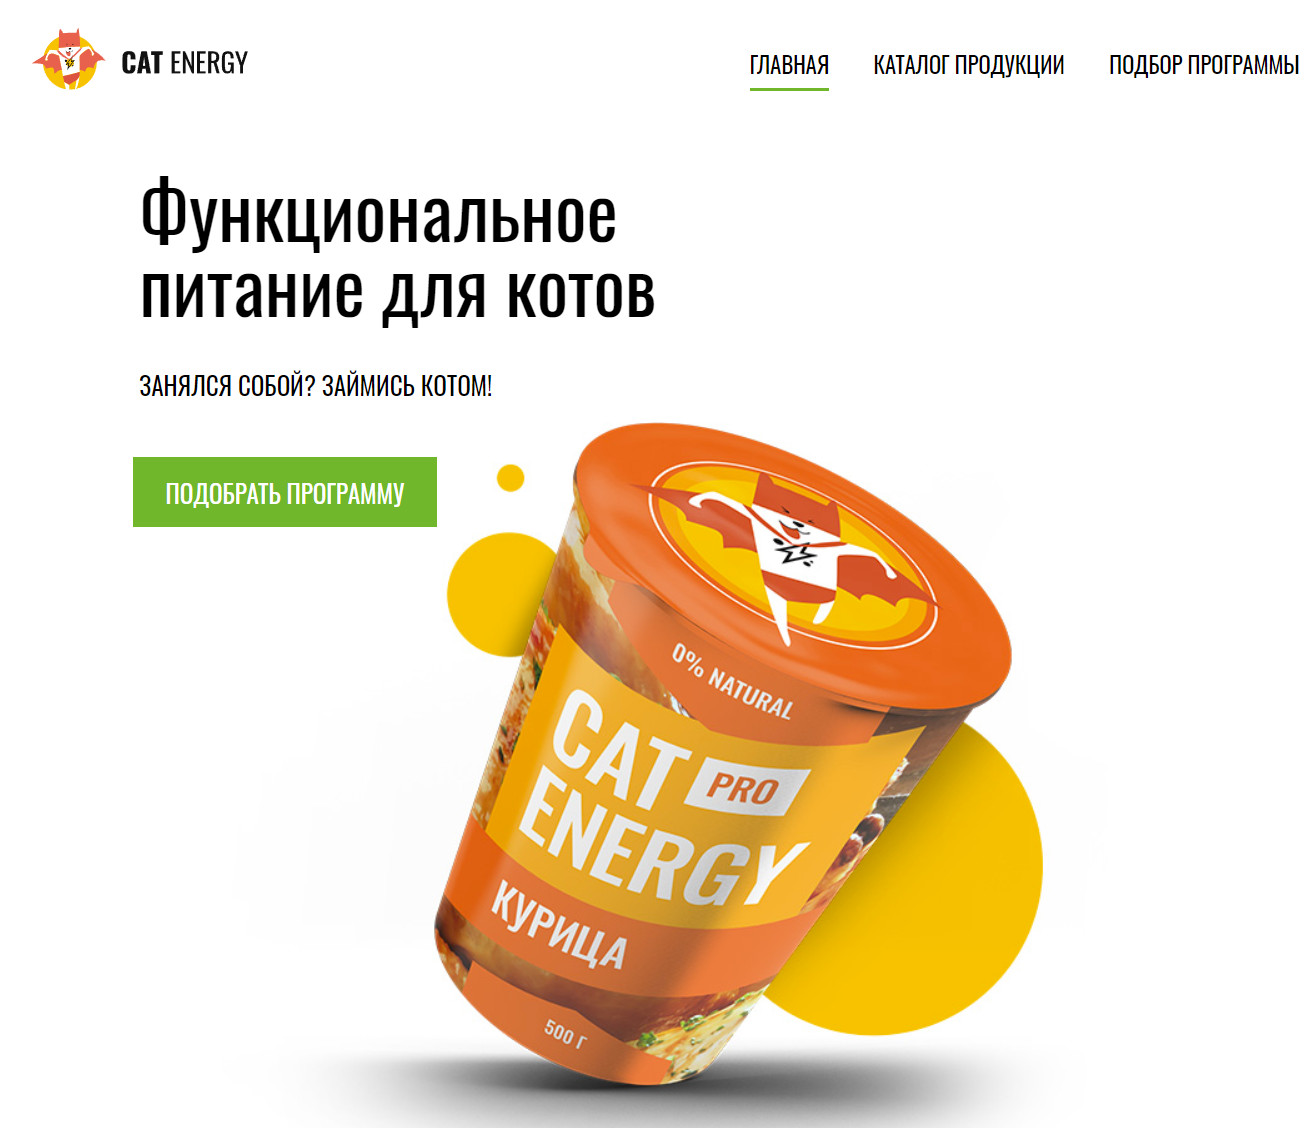 CAT ENERGY
ГЛАВНАЯ
КАТАЛОГ ПРОДУКЦИИ
ПОДБОР ПРОГРАММЫ
Функциональное
питание для котов
ЗАНЯЛСЯ СОБОЙ? ЗАЙМИСЬ КОТОМ!
ПОДОБРАТЬ ПРОГРАММУ
0% NATURAL
CAT PRO
ENERGY
КУРИЦА
500 Г